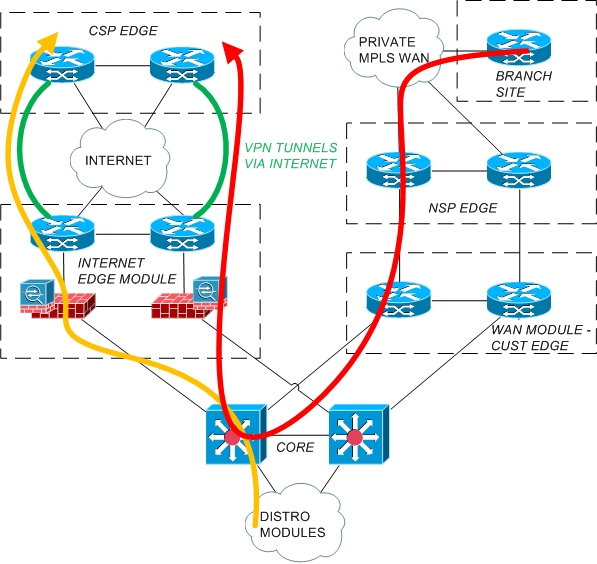 CSP EDGE
PRIVATE
MPLS WAN
BRANCH
SITE
INTERNET
VPN TUNNELS
VIA INTERNET
NSP EDGE
INTERNET
EDGE MODULE
WAN MODULE -
CUST EDGE
CORE
DISTRO
MODULES